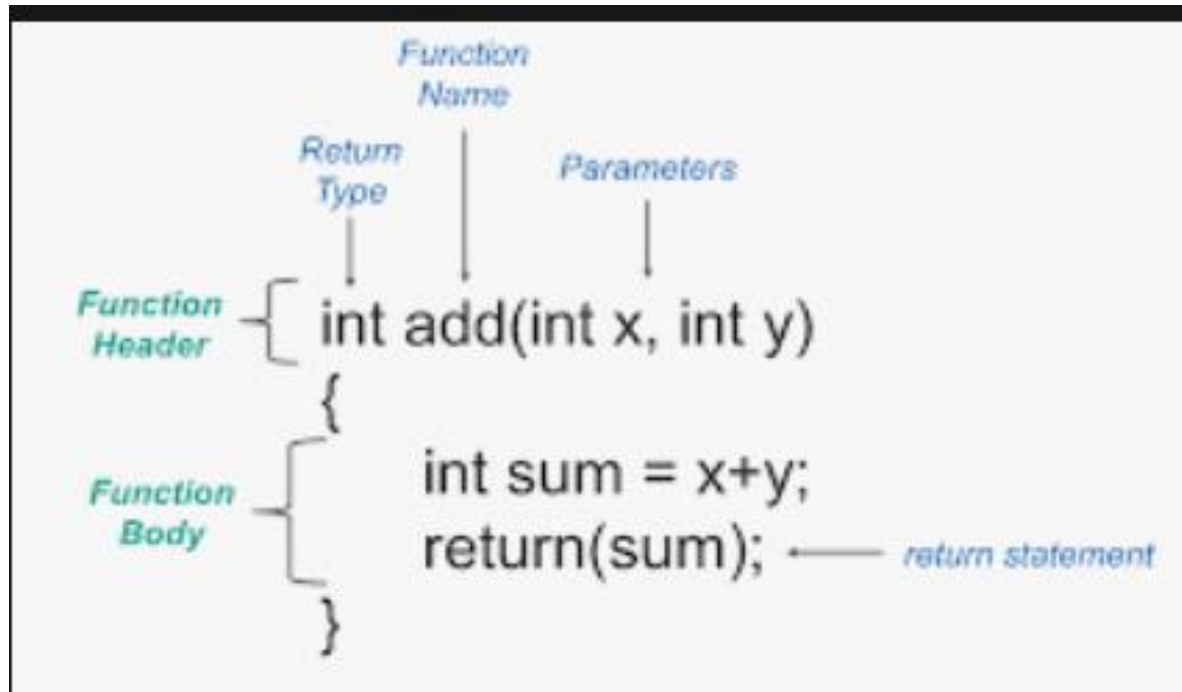 Function
Name
Return
Type
Parameters
Function
Header
int add(int x, int y)
{
Function
Body
int sum = x+y;
return(sum);
return statement
}